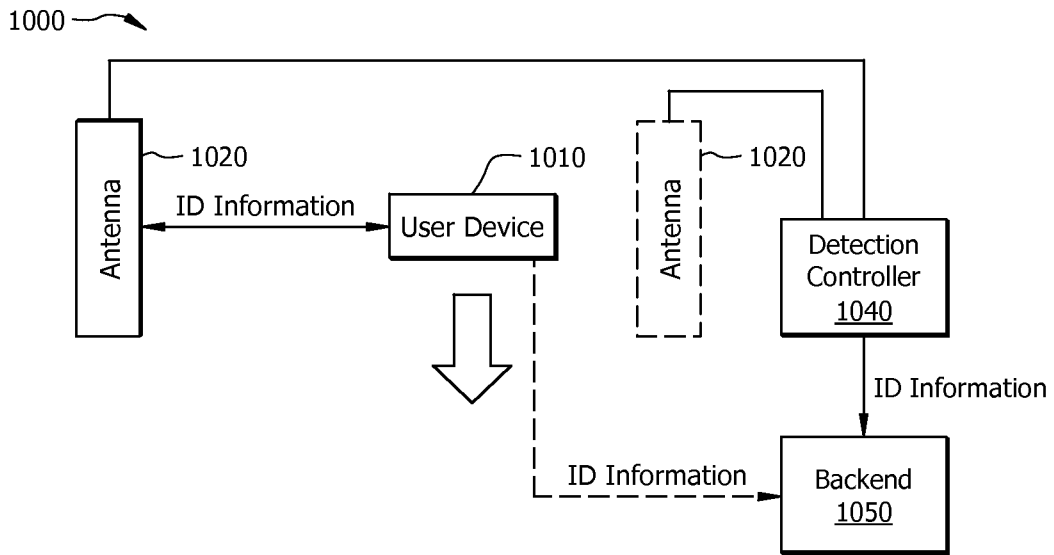 1000
1020
1010
1020
Antenna
ID Information
User Device
Antenna
Detection
Controller
1040
ID Information
ID Information
Backend
1050